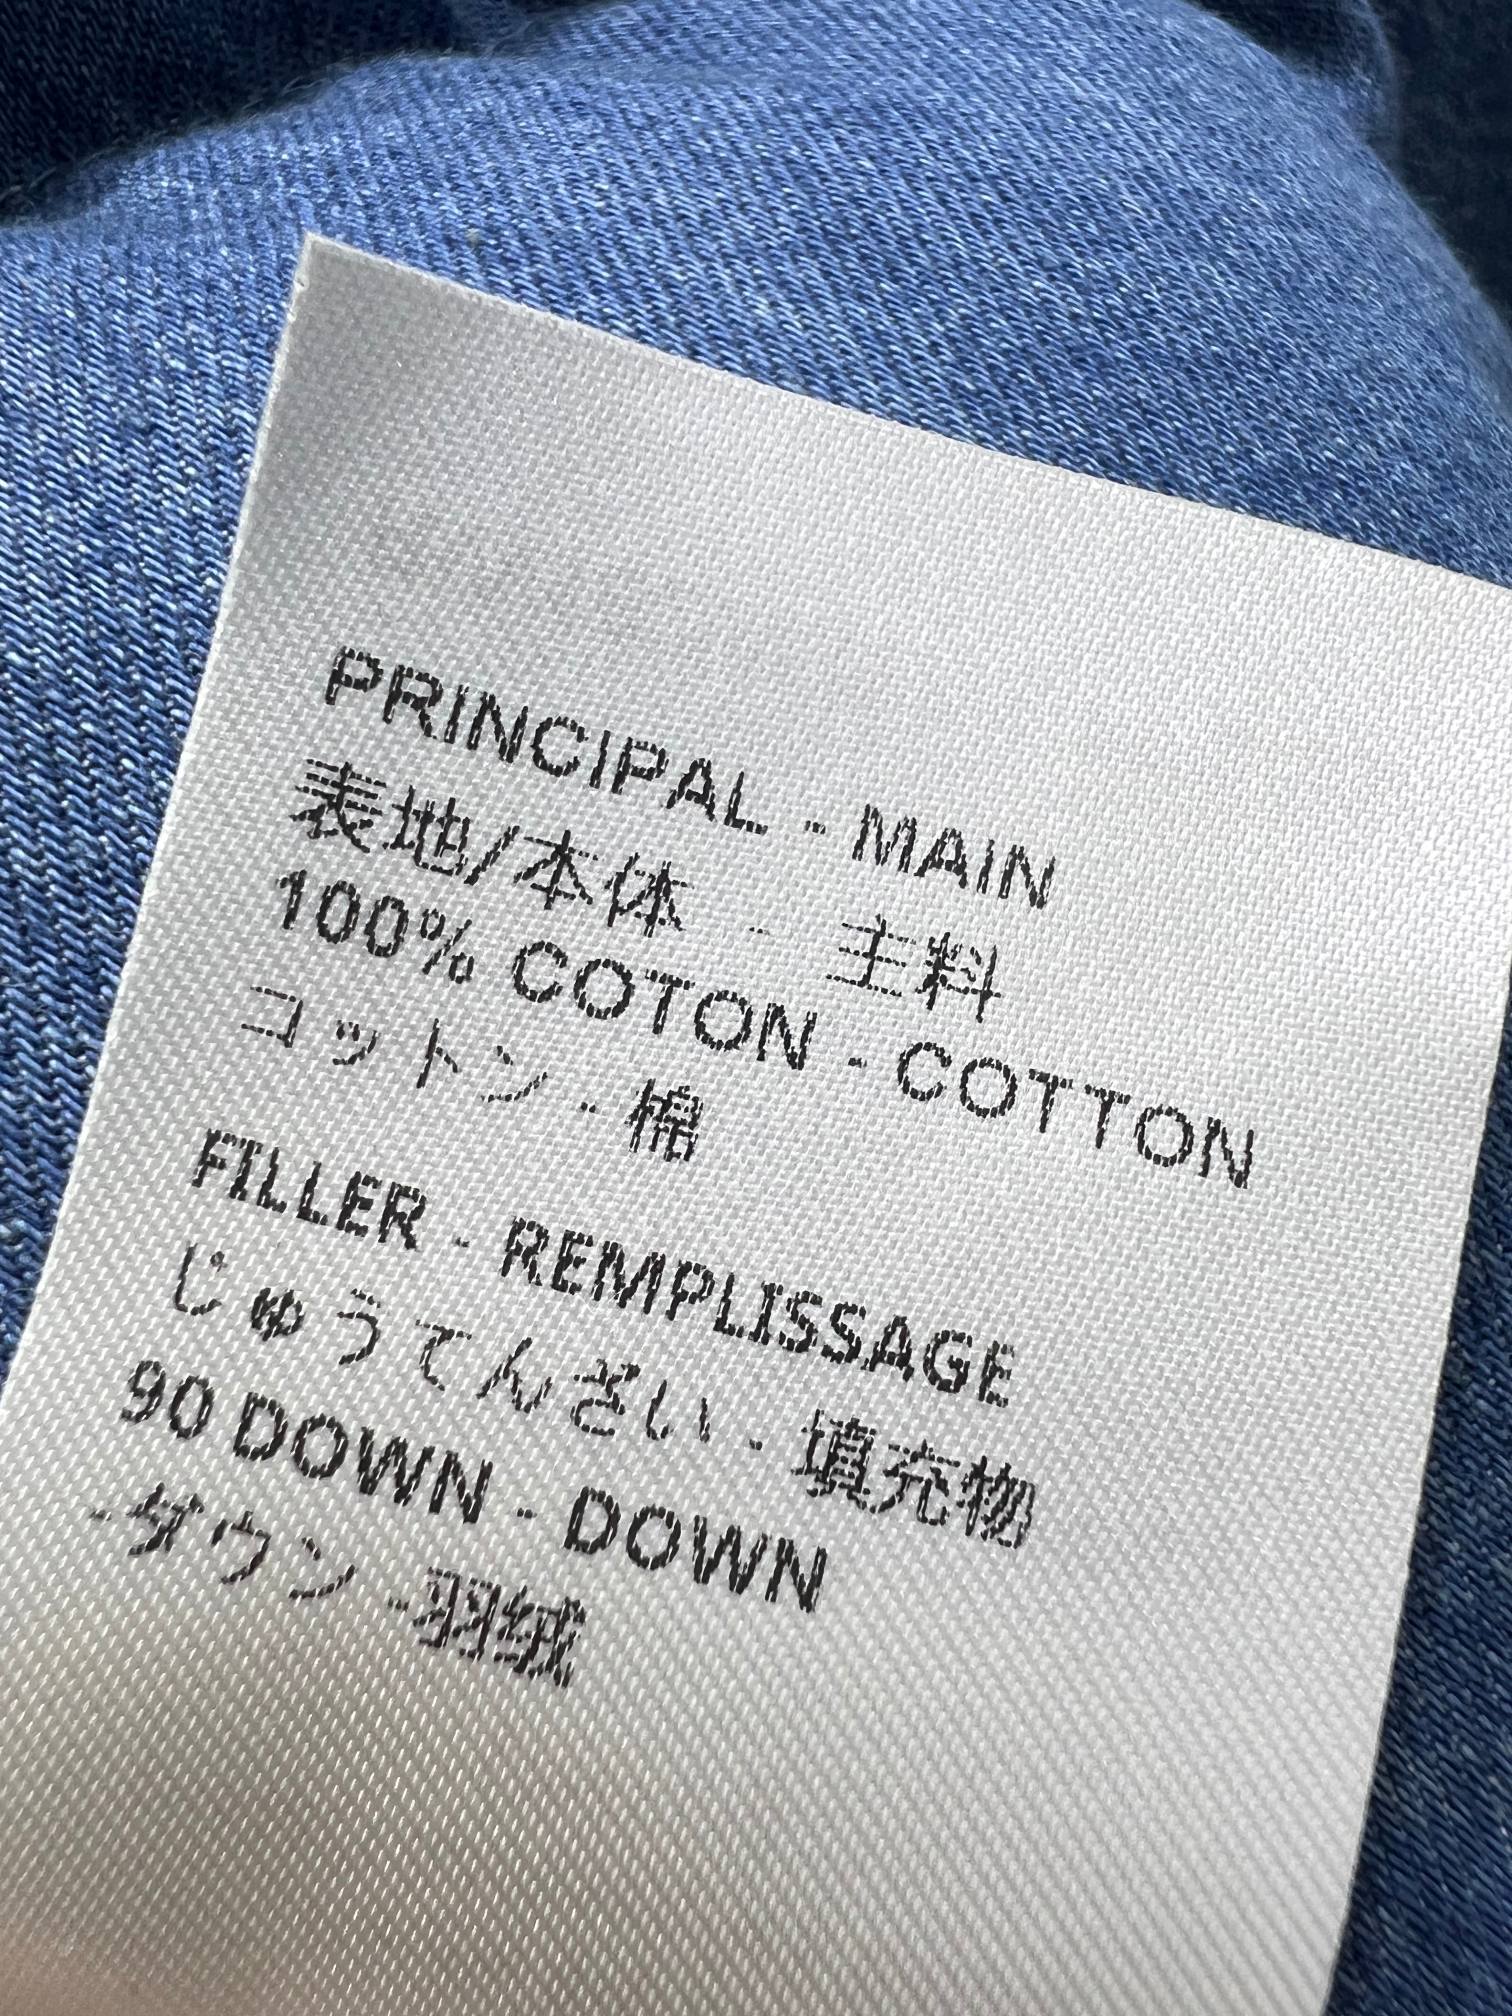 PRINCIPAL - MAIN
表地/本体 - 主料
100% COTON - COTTON
コットン - 棉
FILLER - REMPLISSAGE
じゅうてんざい - 填充物
90 DOWN - DOWN
-ダウン -羽绒